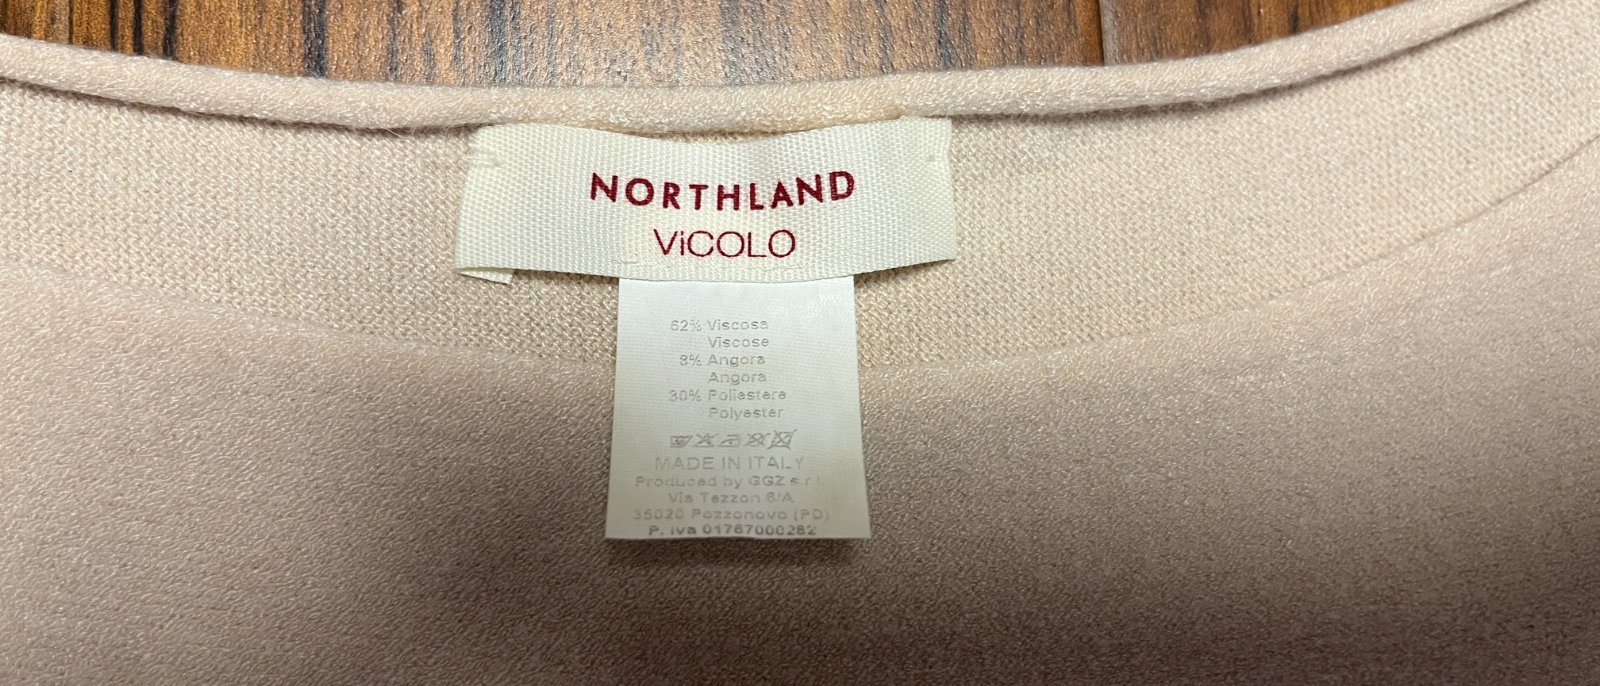 NORTHLAND
ViCOLO
62% Viscosa
Viscose
8% Angora
Angora
30% Poliestere
Polyester
MADE IN ITALY
Produced by GGZ s.r.l.
Via Tezzon 6/A
35020 Pozzonovo (PD)
P. iva 01767000282